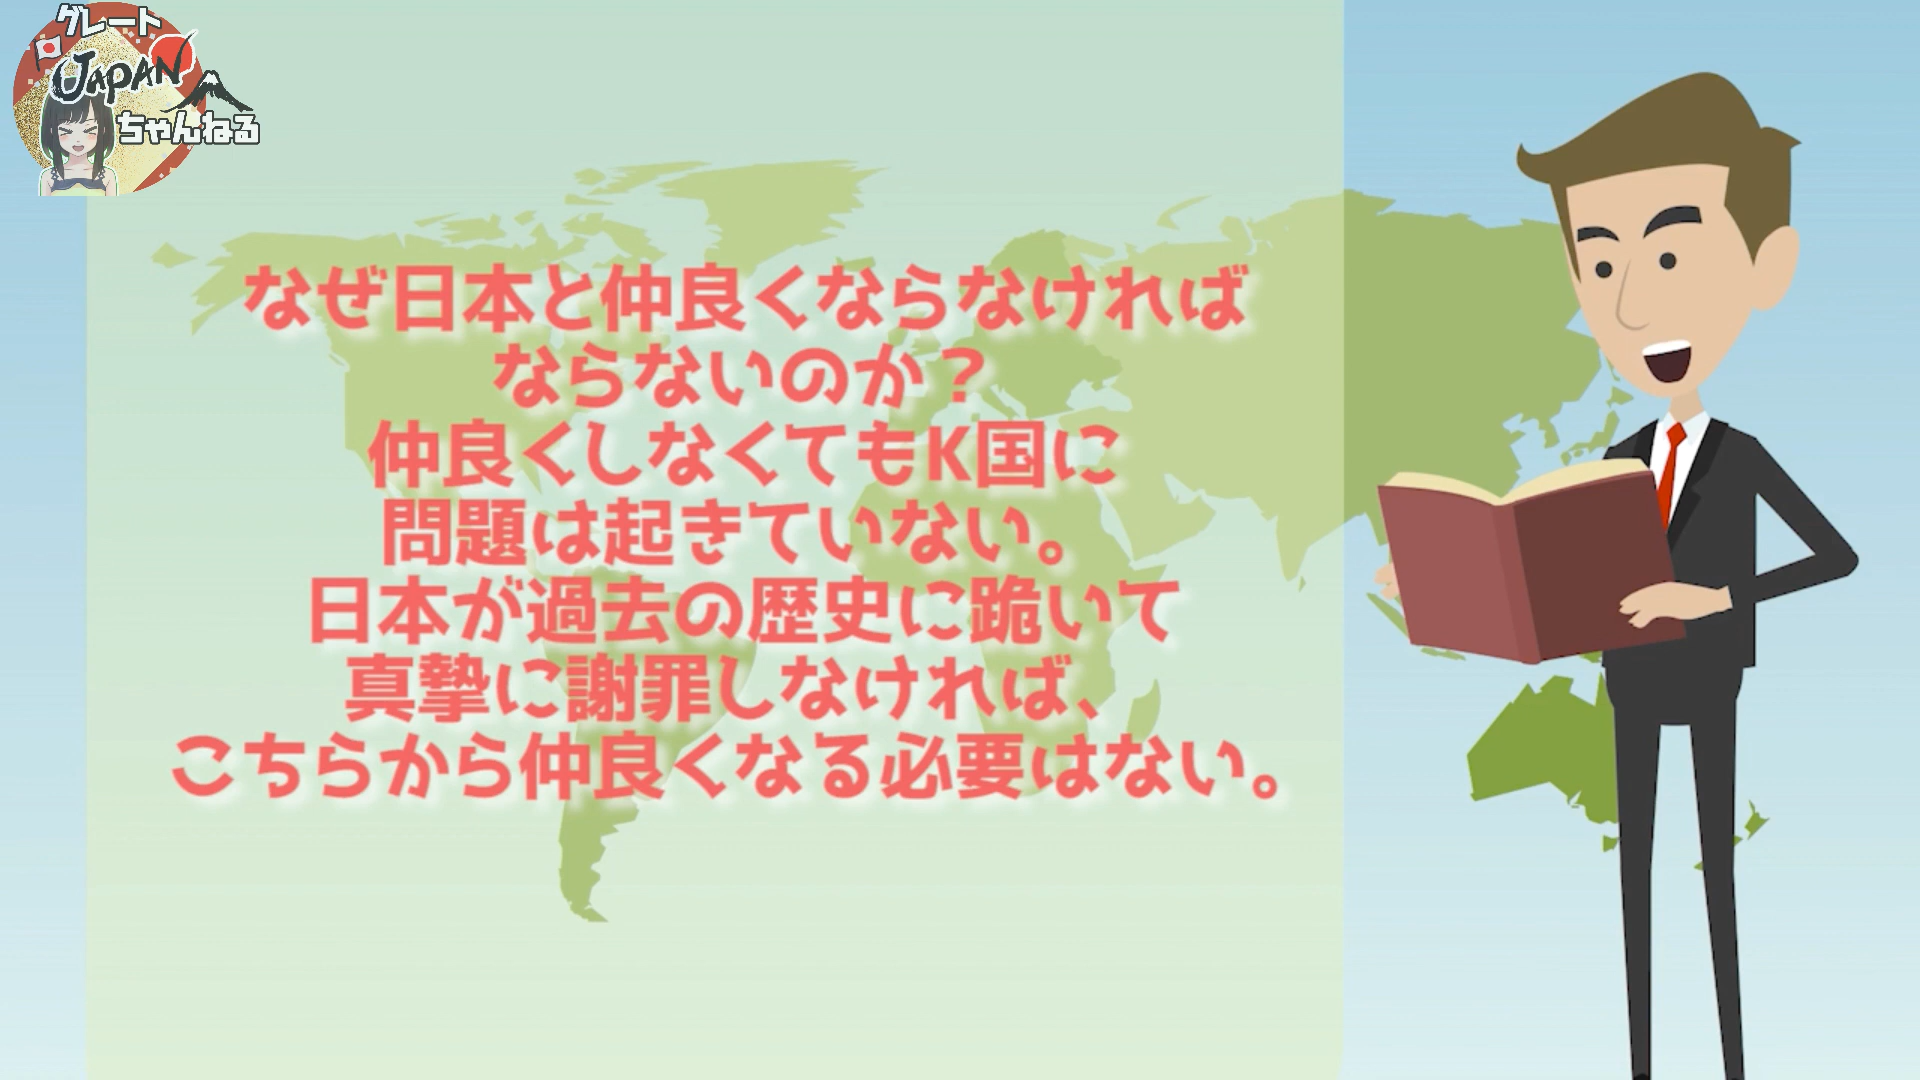 グレート
JAPAN
ちゃんねる
なぜ日本と仲良くならなければ
ならないのか？
仲良くしなくてもK国に
問題は起きていない。
日本が過去の歴史に跪いて
真摯に謝罪しなければ、
こちらから仲良くなる必要はない。